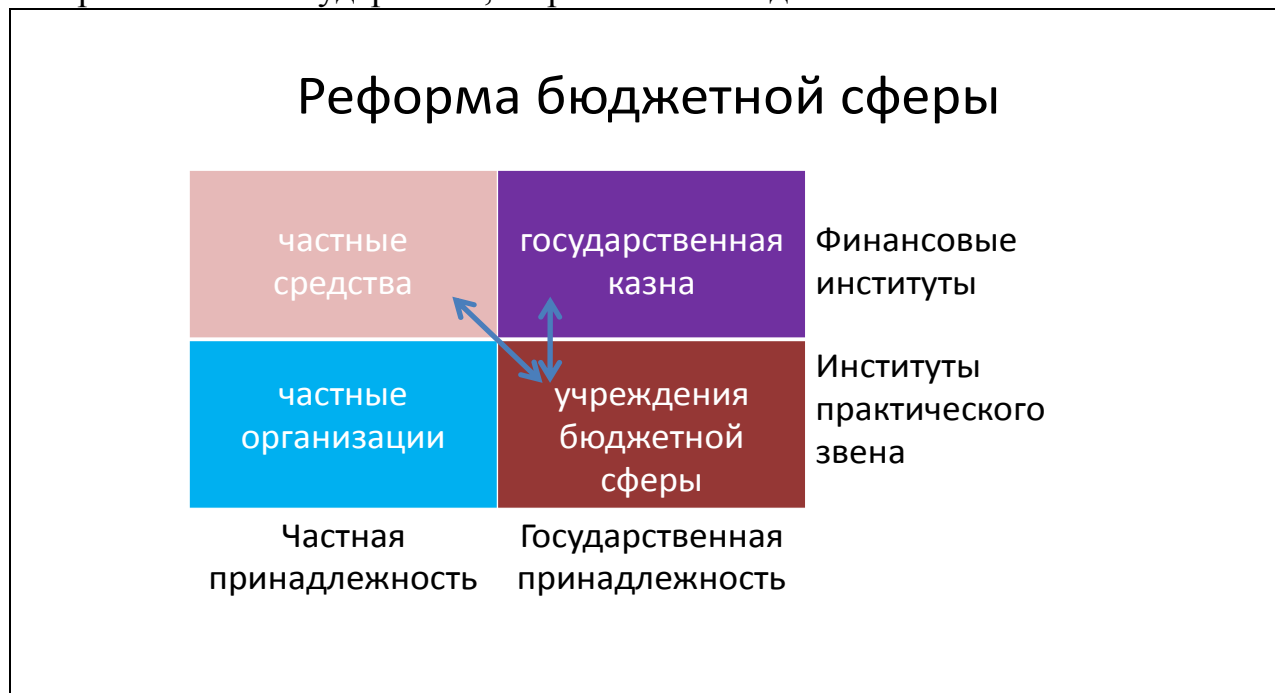 Реформа бюджетной сферы
частные
средства
государственная
казна
Финансовые
институты
частные
организации
учреждения
бюджетной
сферы
Институты
практического
звена
Частная
принадлежность
Государственная
принадлежность